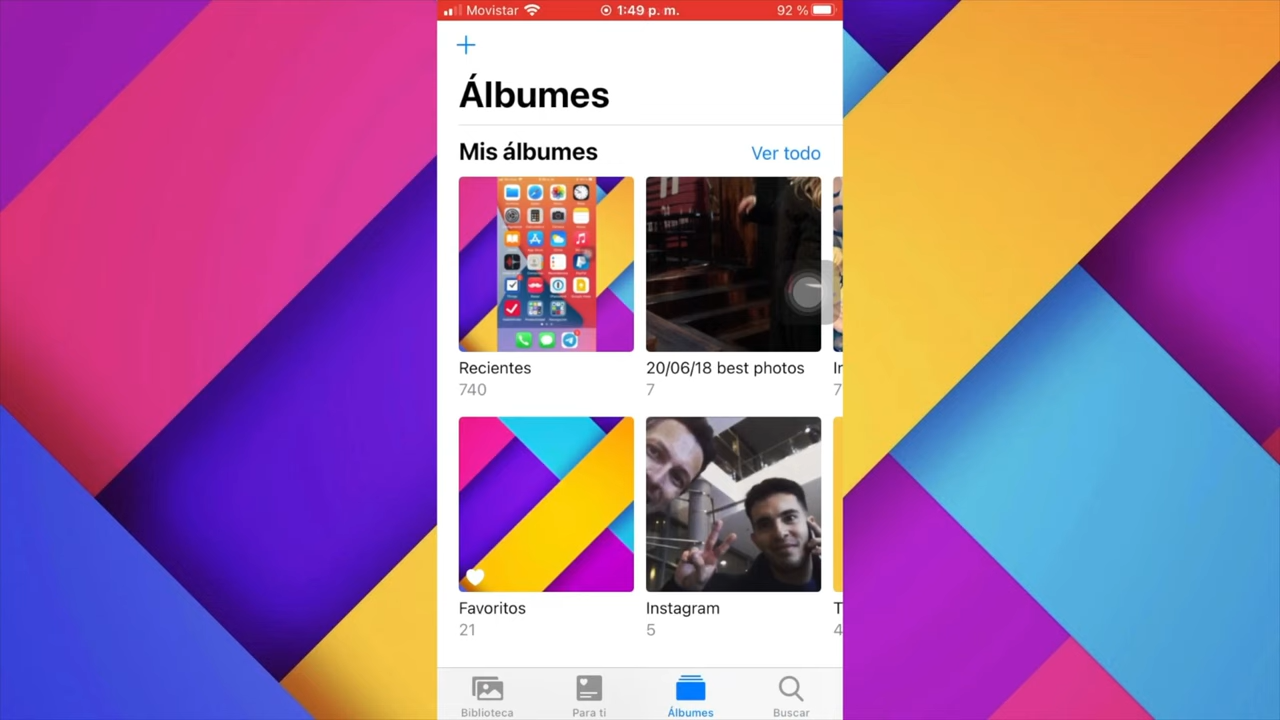 Movistar 1:49 p. m. 92 %
Álbumes
Mis álbumes Ver todo
Recientes 20/06/18 best photos
740 7
Favoritos Instagram
21 5
Biblioteca Para ti Álbumes Buscar